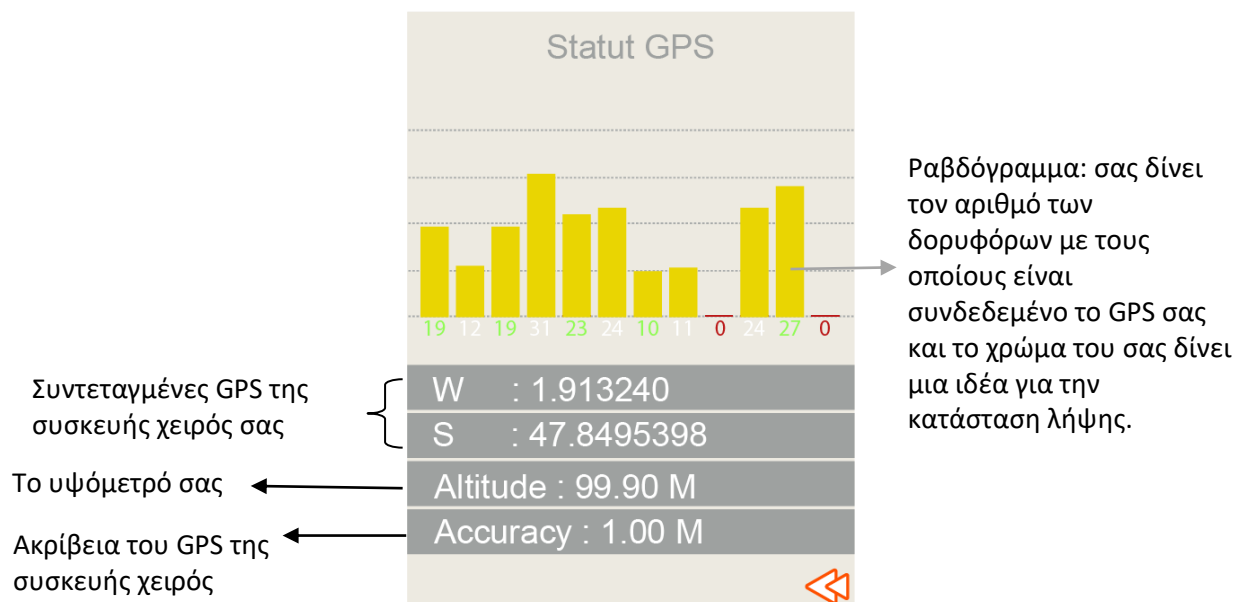 Statut GPS
19 12 19 31 23 24 10 11 0 24 27 0
Ραβδόγραμμα: σας δίνει
τον αριθμό των
δορυφόρων με τους
οποίους είναι
συνδεδεμένο το GPS σας
και το χρώμα του σας δίνει
μια ιδέα για την
κατάσταση λήψης.
Συντεταγμένες GPS της
συσκευής χειρός σας
W : 1.913240
S : 47.8495398
Το υψόμετρό σας
Altitude : 99.90 M
Ακρίβεια του GPS της
συσκευής χειρός
Accuracy : 1.00 M